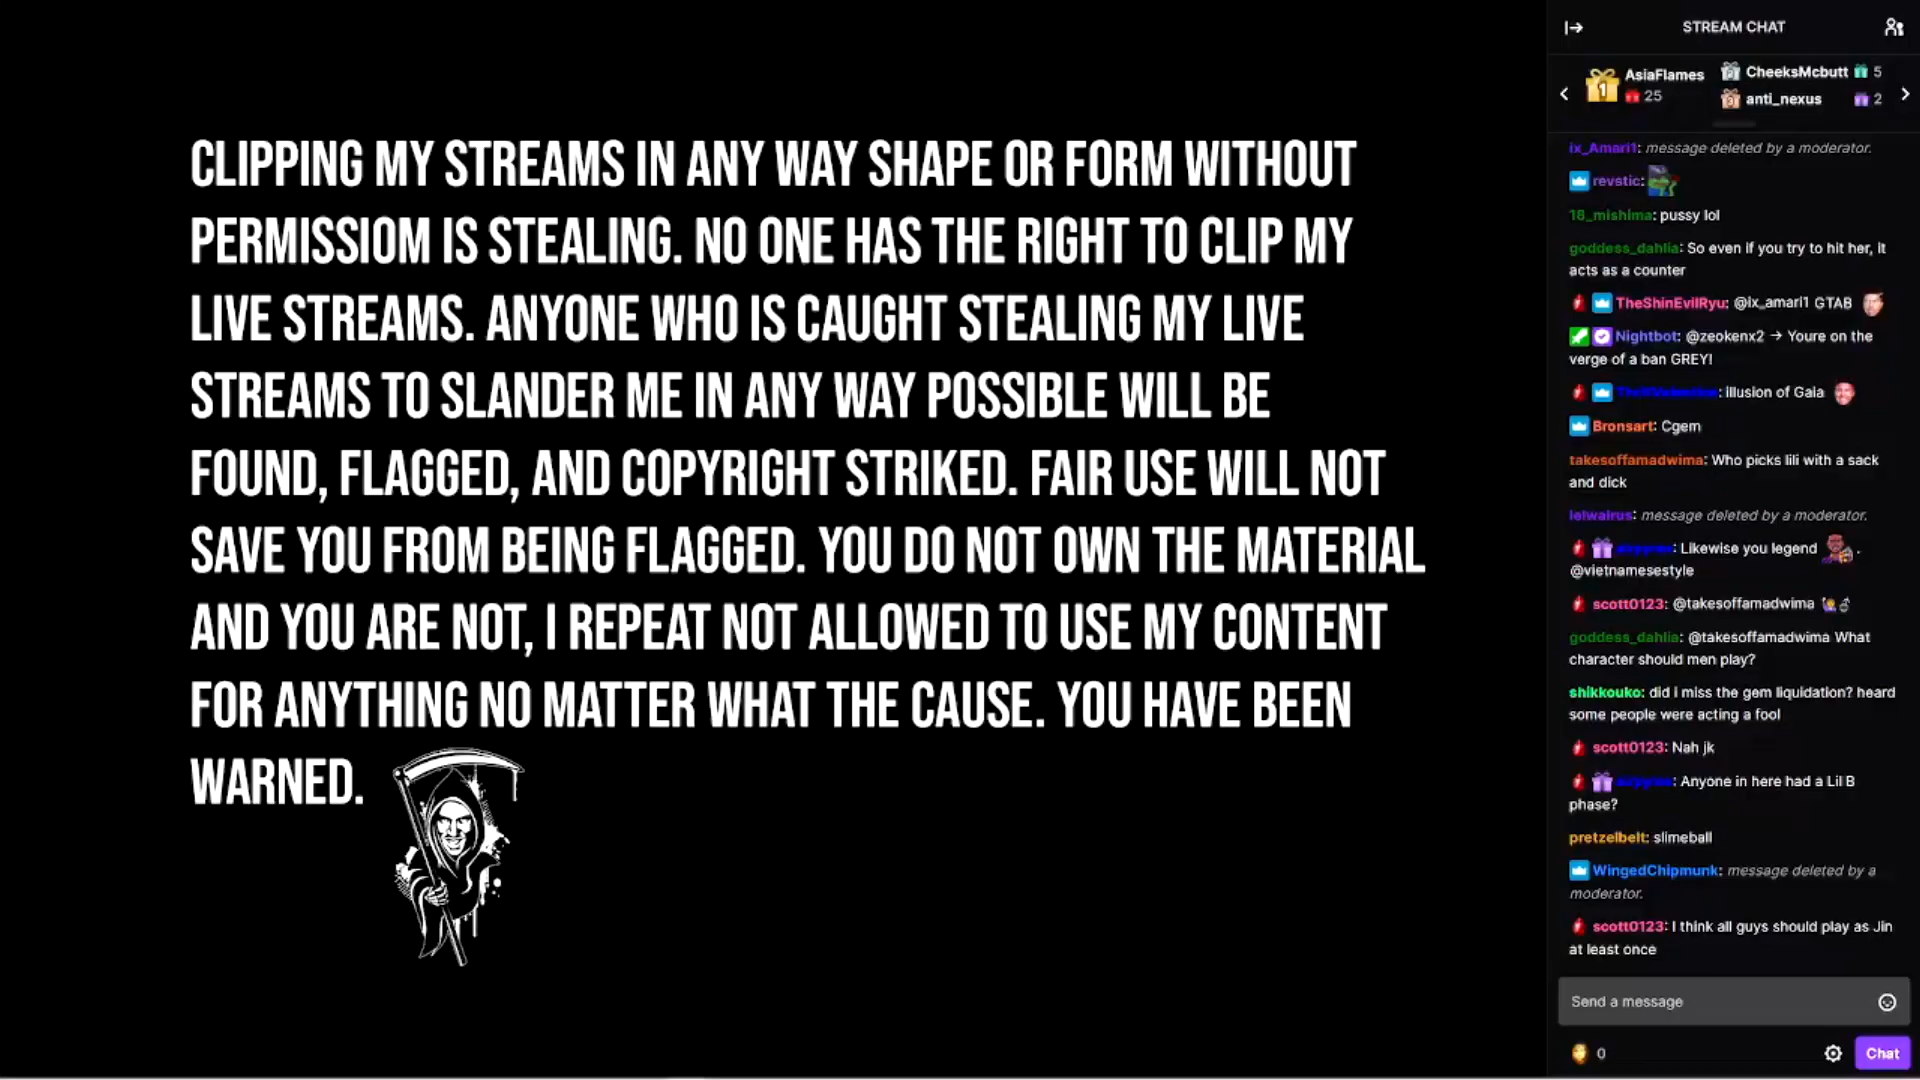 CLIPPING MY STREAMS IN ANY WAY SHAPE OR FORM WITHOUT
PERMISSIOM IS STEALING. NO ONE HAS THE RIGHT TO CLIP MY
LIVE STREAMS. ANYONE WHO IS CAUGHT STEALING MY LIVE
STREAMS TO SLANDER ME IN ANY WAY POSSIBLE WILL BE
FOUND, FLAGGED, AND COPYRIGHT STRIKED. FAIR USE WILL NOT
SAVE YOU FROM BEING FLAGGED. YOU DO NOT OWN THE MATERIAL
AND YOU ARE NOT, I REPEAT NOT ALLOWED TO USE MY CONTENT
FOR ANYTHING NO MATTER WHAT THE CAUSE. YOU HAVE BEEN
WARNED.
STREAM CHAT
1 AsiaFlames 25
CheeksMcbutt 5
anti_nexus 2
ix_Amari1: message deleted by a moderator.
revstic:
18_mishima: pussy lol
goddess_dahlia: So even if you try to hit her, it
acts as a counter
TheShinEvilRyu: @ix_amari1 GTAB
Nightbot: @zeokenx2 → Youre on the
verge of a ban GREY!
: illusion of Gaia
Bronsart: Cgem
takesoffamadwima: Who picks lili with a sack
and dick
lelwalrus: message deleted by a moderator.
: Likewise you legend .
@vietnamesestyle
scott0123: @takesoffamadwima
goddess_dahlia: @takesoffamadwima What
character should men play?
shikkouko: did i miss the gem liquidation? heard
some people were acting a fool
scott0123: Nah jk
: Anyone in here had a Lil B
phase?
pretzelbelt: slimeball
WingedChipmunk: message deleted by a
moderator.
scott0123: I think all guys should play as Jin
at least once
Send a message
0
Chat